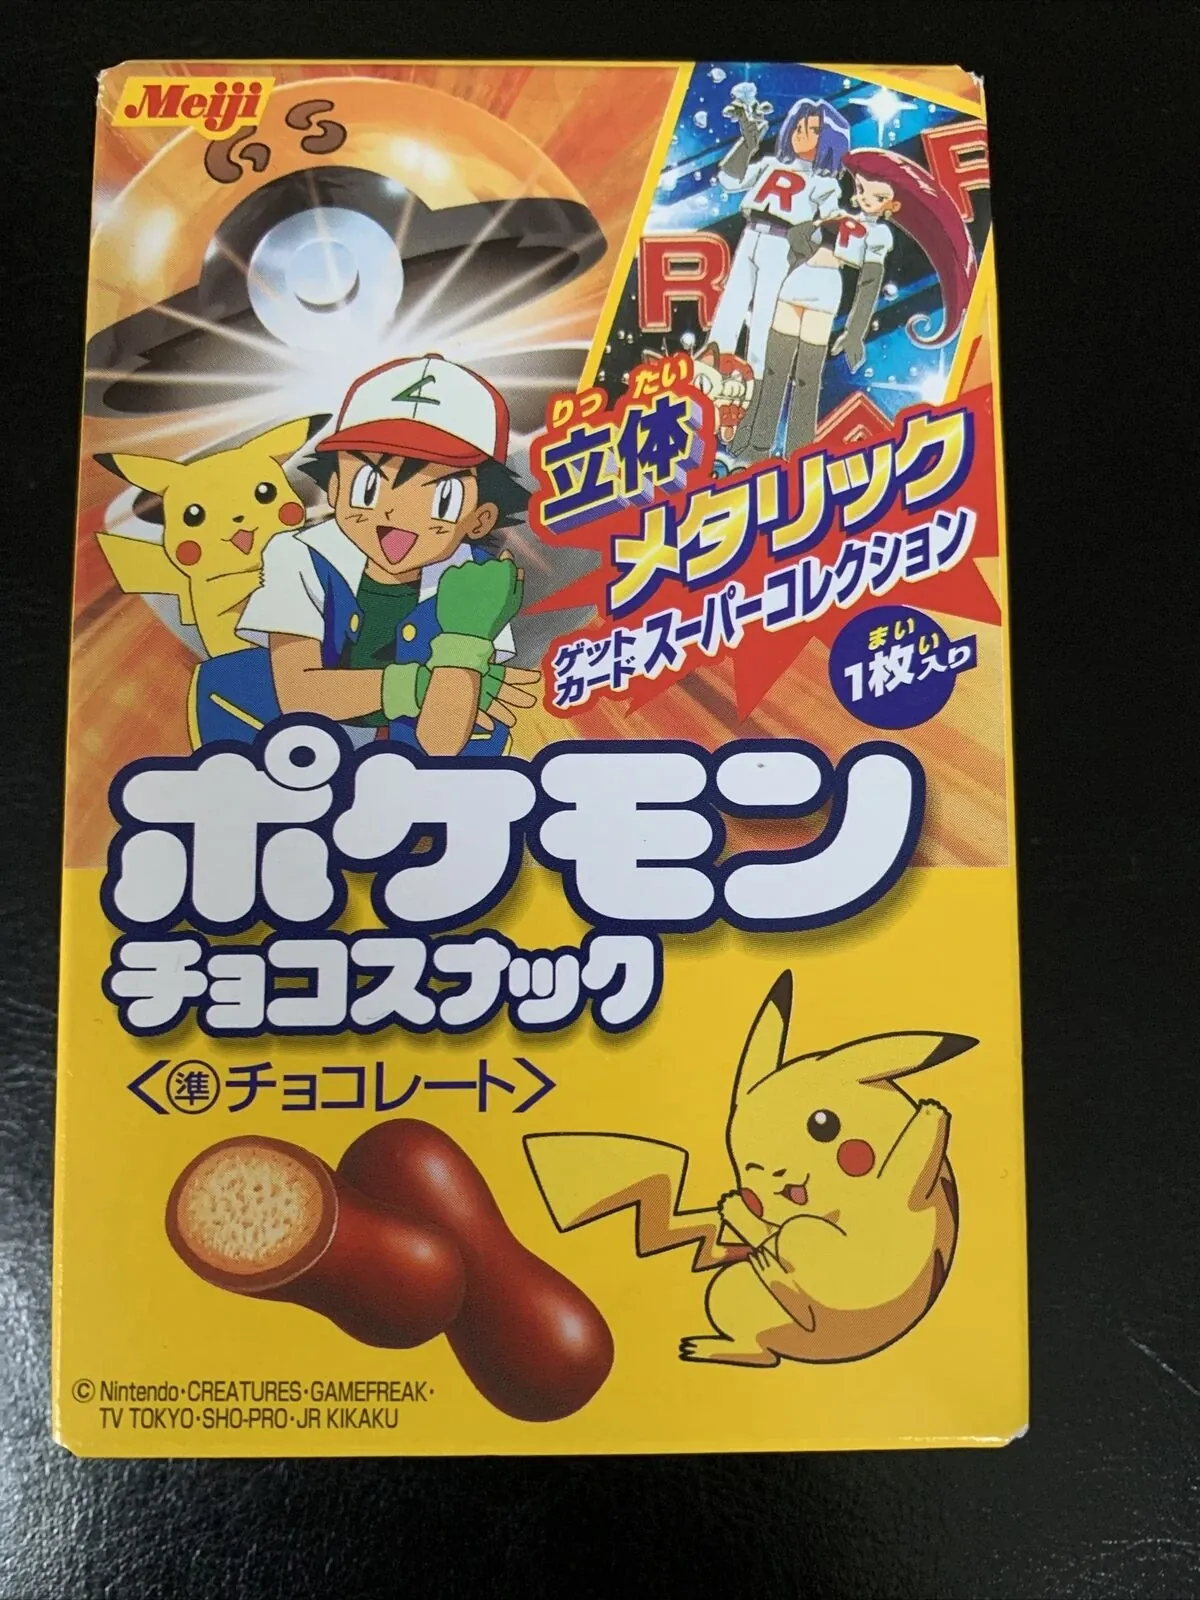 Meiji
R
R
P
R
りったい
立体
メタリック
ゲットカード スーパーコレクション
まい い
1枚入り
ポケモン
チョコスナック
〈㊜チョコレート〉
© Nintendo・CREATURES・GAMEFREAK・
TV TOKYO・SHO-PRO・JR KIKAKU